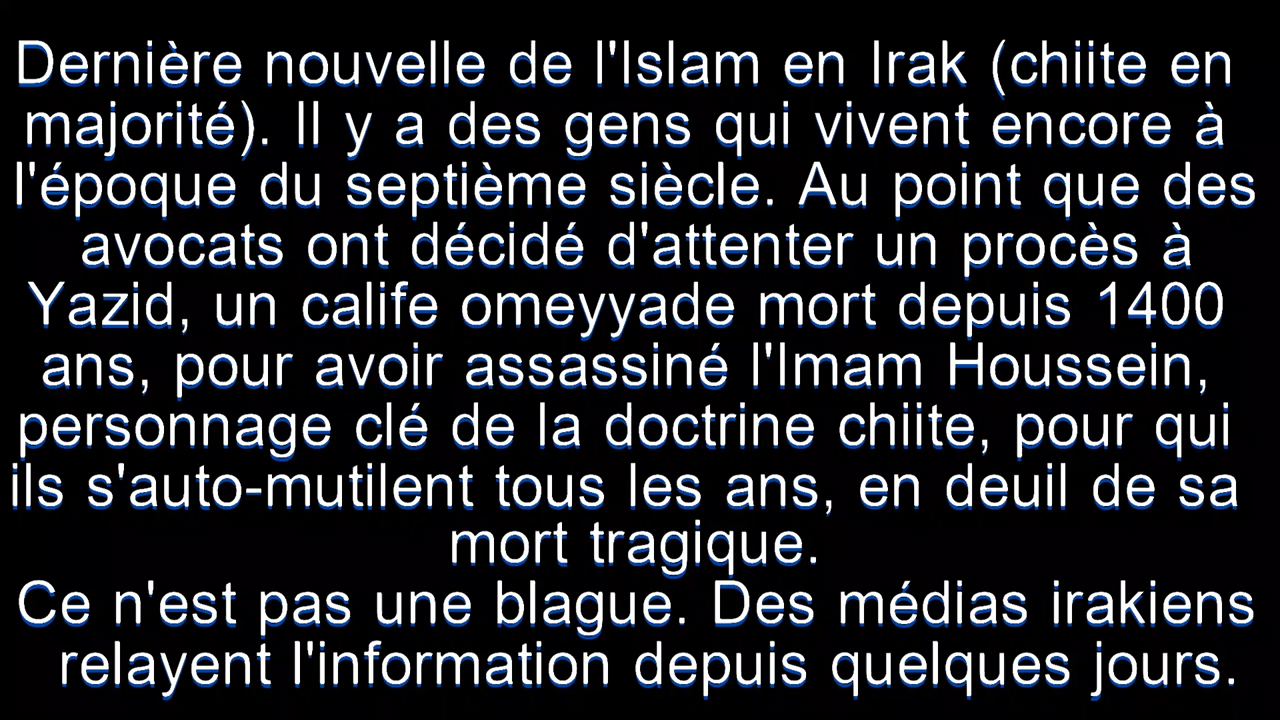 Dernière nouvelle de l'Islam en Irak (chiite en
majorité). Il y a des gens qui vivent encore à
l'époque du septième siècle. Au point que des
avocats ont décidé d'attenter un procès à
Yazid, un calife omeyyade mort depuis 1400
ans, pour avoir assassiné l'Imam Houssein,
personnage clé de la doctrine chiite, pour qui
ils s'auto-mutilent tous les ans, en deuil de sa
mort tragique.
Ce n'est pas une blague. Des médias irakiens
relayent l'information depuis quelques jours.